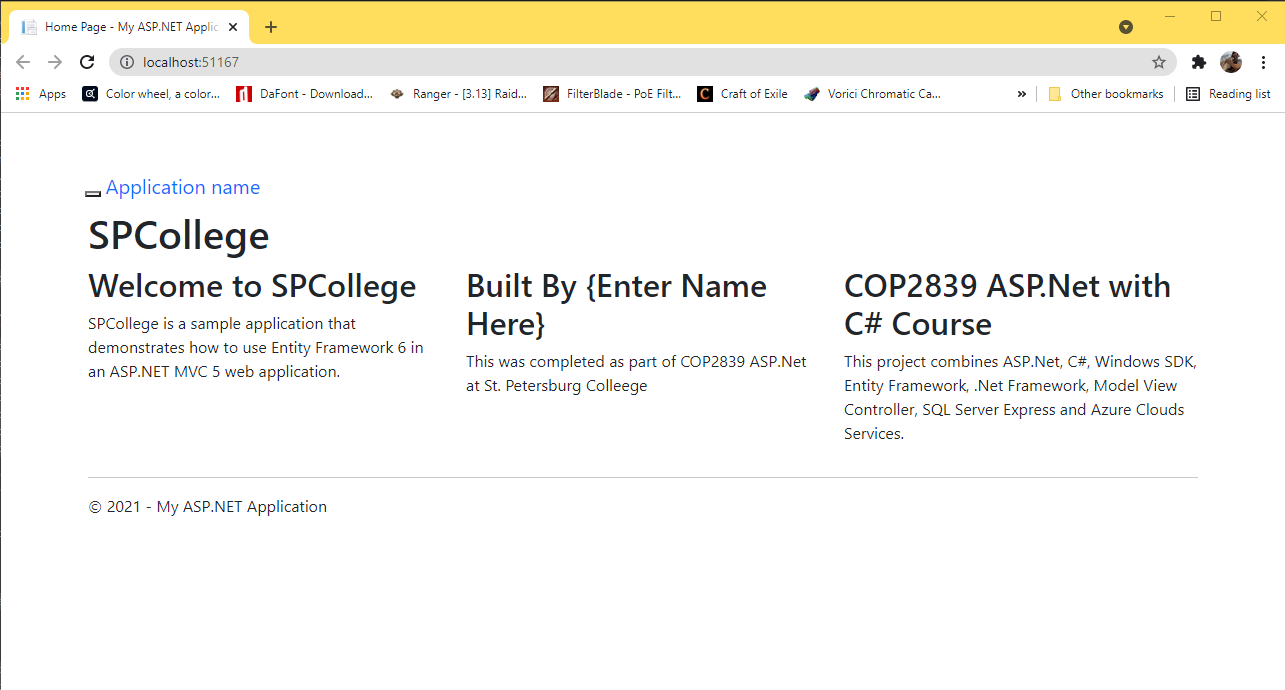 Home Page - My ASP.NET Applic
localhost:51167
Apps Color wheel, a color... DaFont - Download... Ranger - [3.13] Raid... FilterBlade - PoE Filt... Craft of Exile Vorici Chromatic Ca... » Other bookmarks Reading list
Application name
SPCollege
Welcome to SPCollege
SPCollege is a sample application that
demonstrates how to use Entity Framework 6 in
an ASP.NET MVC 5 web application.
Built By {Enter Name
Here}
This was completed as part of COP2839 ASP.Net
at St. Petersburg Colleege
COP2839 ASP.Net with
C# Course
This project combines ASP.Net, C#, Windows SDK,
Entity Framework, .Net Framework, Model View
Controller, SQL Server Express and Azure Clouds
Services.
© 2021 - My ASP.NET Application